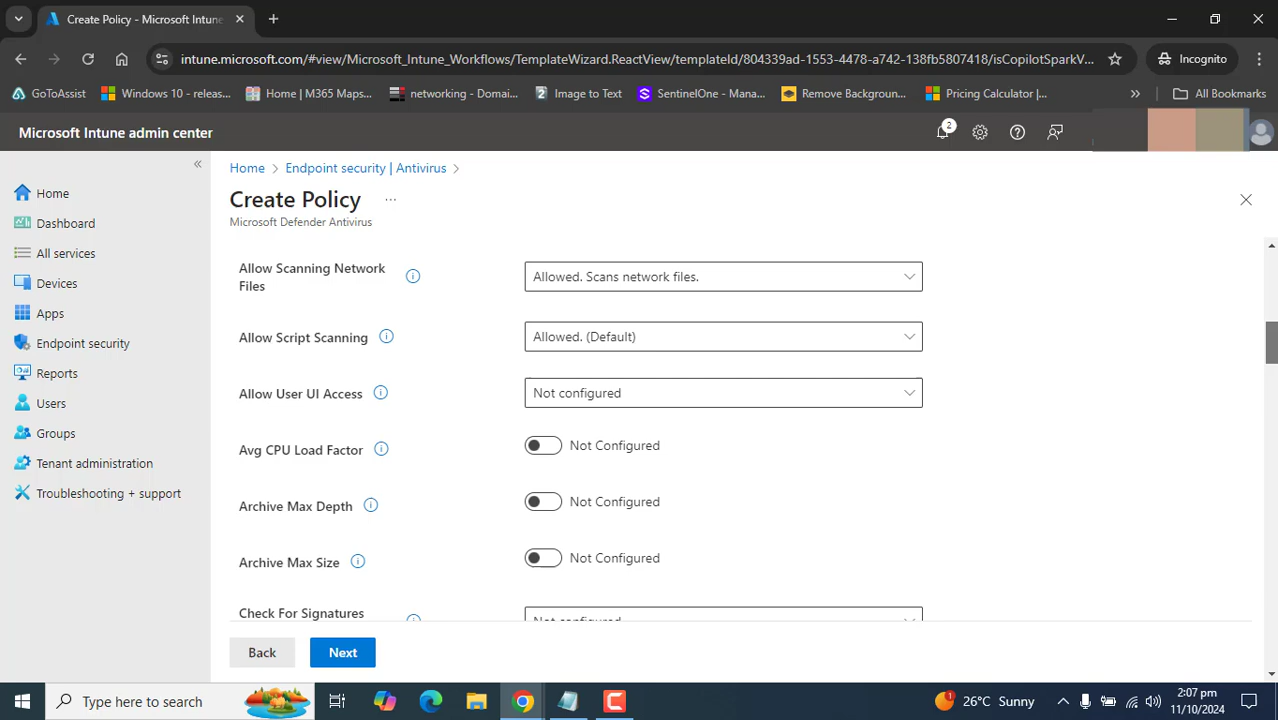 Create Policy - Microsoft Intune
intune.microsoft.com/#view/Microsoft_Intune_Workflows/TemplateWizard.ReactView/templateId/804339ad-1553-4478-a742-138fb5807418/isCopilotSparkV...
Incognito
GoToAssist
Windows 10 - releas...
Home | M365 Maps...
networking - Domai...
Image to Text
SentinelOne - Mana...
Remove Backgroun...
Pricing Calculator |...
All Bookmarks
Microsoft Intune admin center
2
Home
Dashboard
All services
Devices
Apps
Endpoint security
Reports
Users
Groups
Tenant administration
Troubleshooting + support
Home > Endpoint security | Antivirus >
Create Policy ...
Microsoft Defender Antivirus
Allow Scanning Network
Files
Allowed. Scans network files.
Allow Script Scanning
Allowed. (Default)
Allow User UI Access
Not configured
Avg CPU Load Factor
Not Configured
Archive Max Depth
Not Configured
Archive Max Size
Not Configured
Check For Signatures
Not configured
Back
Next
Type here to search
1
26°C Sunny
2:07 pm
11/10/2024